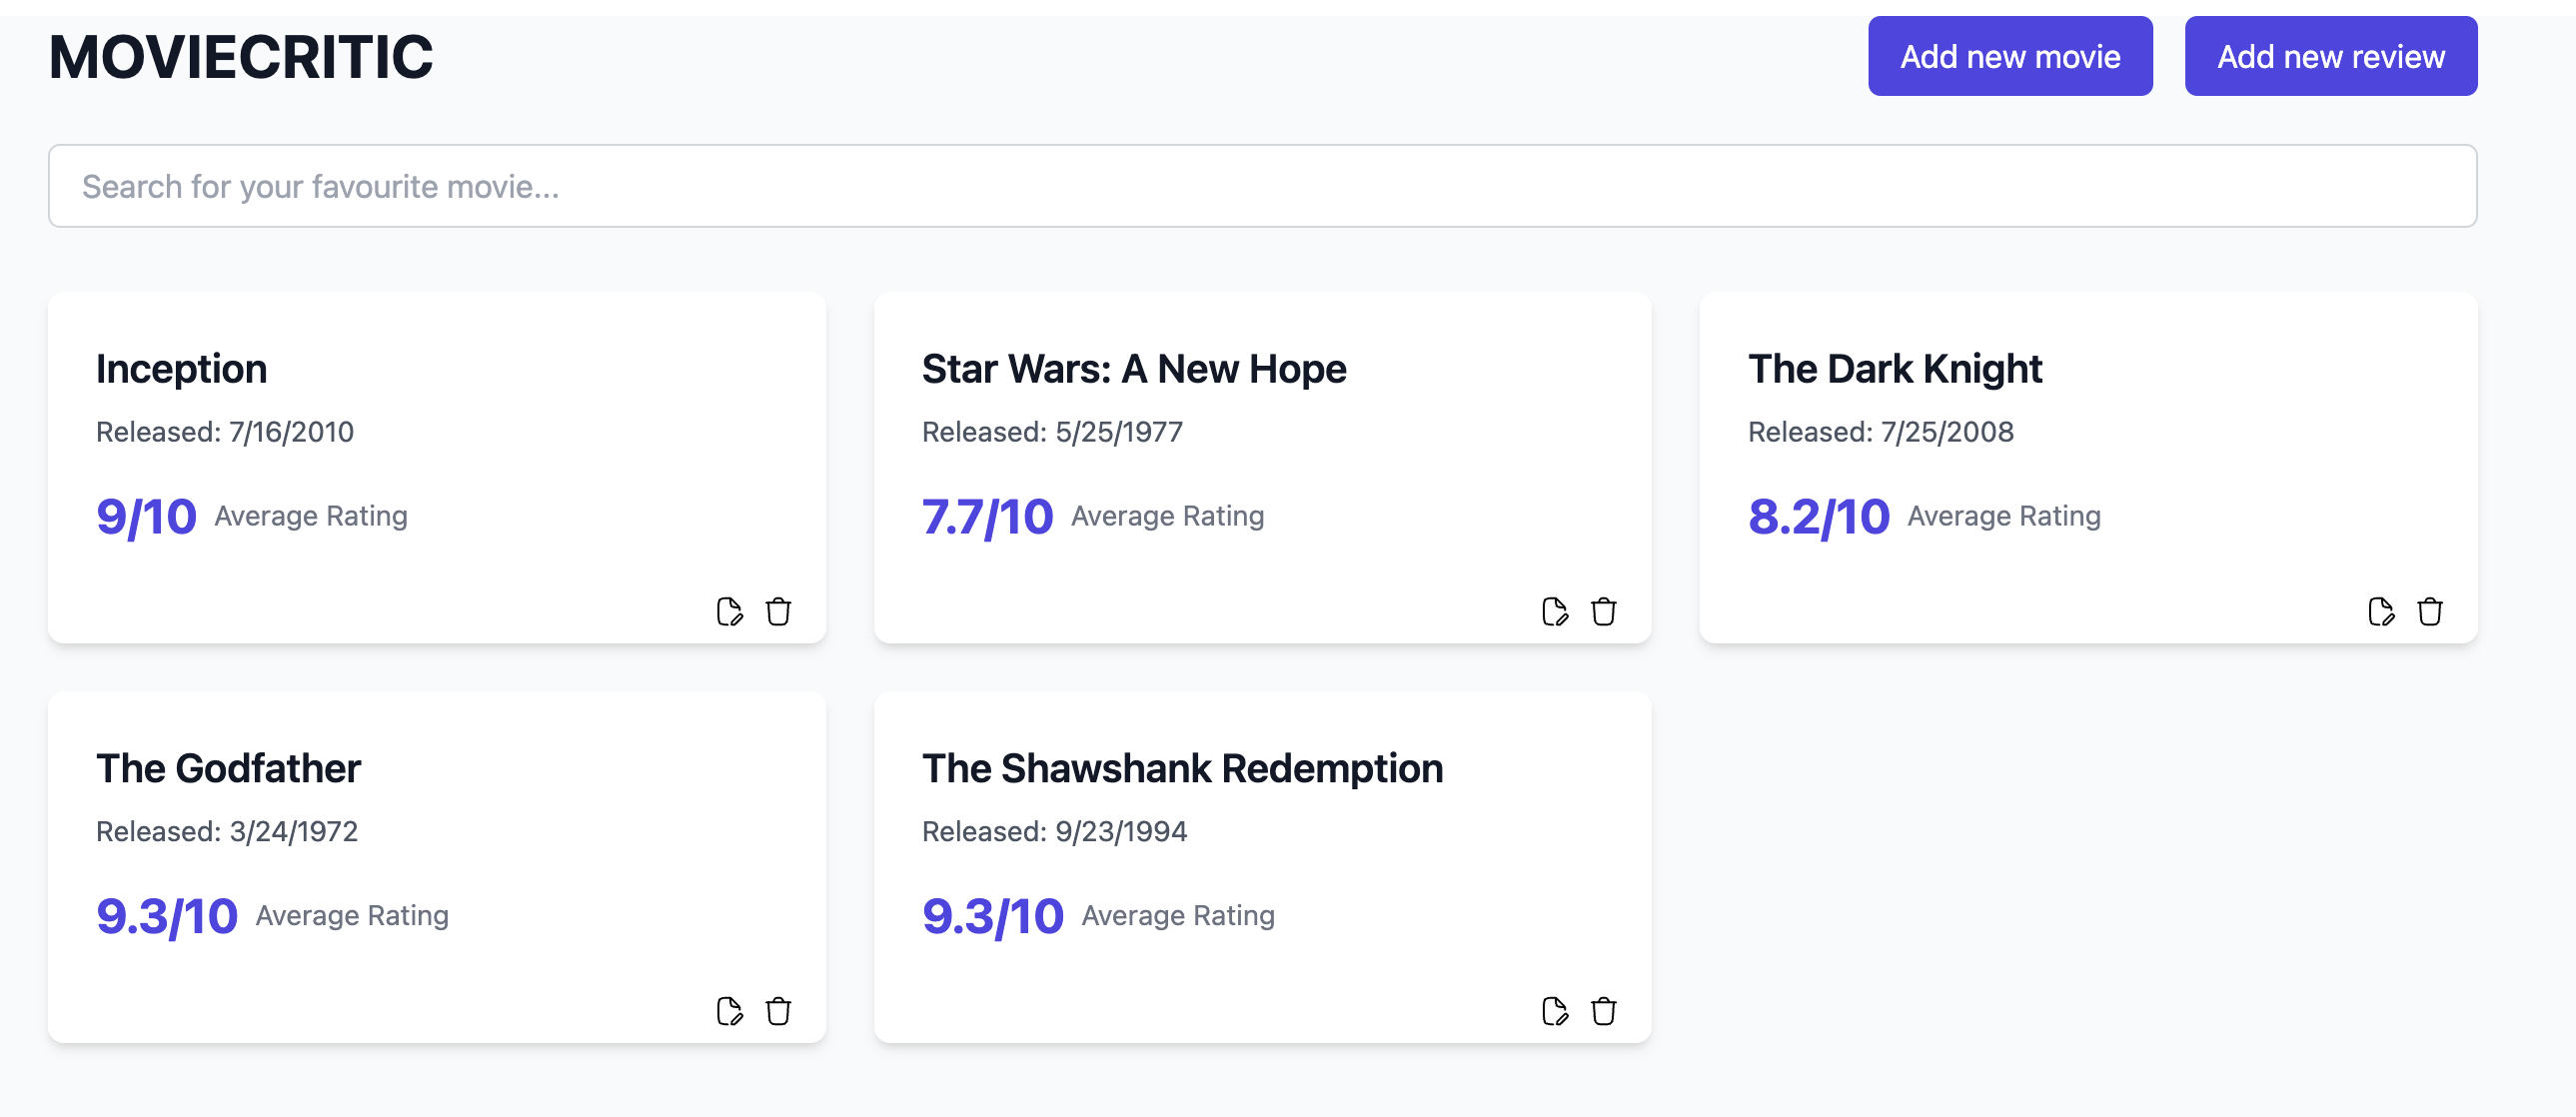 MOVIECRITIC
Add new movie
Add new review
Search for your favourite movie...
Inception
Released: 7/16/2010
9/10 Average Rating
Star Wars: A New Hope
Released: 5/25/1977
7.7/10 Average Rating
The Dark Knight
Released: 7/25/2008
8.2/10 Average Rating
The Godfather
Released: 3/24/1972
9.3/10 Average Rating
The Shawshank Redemption
Released: 9/23/1994
9.3/10 Average Rating